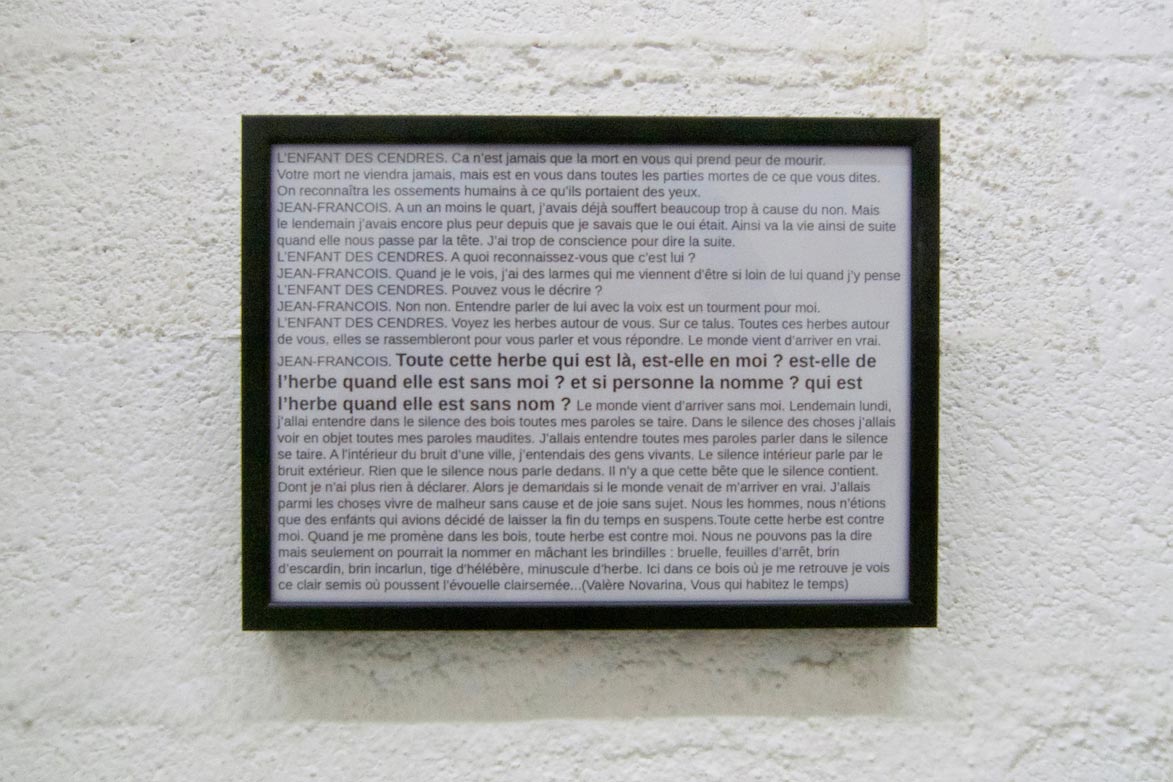 L'ENFANT DES CENDRES. Ca n'est jamais que la mort en vous qui prend peur de mourir.
Votre mort ne viendra jamais, mais est en vous dans toutes les parties mortes de ce que vous dites.
On reconnaîtra les ossements humains à ce qu'ils portaient des yeux.
JEAN-FRANCOIS. A un an moins le quart, j'avais déjà souffert beaucoup trop à cause du non. Mais
le lendemain j'avais encore plus peur depuis que je savais que le oui était. Ainsi va la vie ainsi de suite
quand elle nous passe par la tête. J'ai trop de conscience pour dire la suite.
L'ENFANT DES CENDRES. A quoi reconnaissez-vous que c'est lui ?
JEAN-FRANCOIS. Quand je le vois, j'ai des larmes qui me viennent d'être si loin de lui quand j'y pense
L'ENFANT DES CENDRES. Pouvez vous le décrire ?
JEAN-FRANCOIS. Non non. Entendre parler de lui avec la voix est un tourment pour moi.
L'ENFANT DES CENDRES. Voyez les herbes autour de vous. Sur ce talus. Toutes ces herbes autour
de vous, elles se rassembleront pour vous parler et vous répondre. Le monde vient d'arriver en vrai.
JEAN-FRANCOIS. Toute cette herbe qui est là, est-elle en moi ? est-elle de
l'herbe quand elle est sans moi ? et si personne la nomme ? qui est
l'herbe quand elle est sans nom ? Le monde vient d'arriver sans moi. Lendemain lundi,
j'allai entendre dans le silence des bois toutes mes paroles se taire. Dans le silence des choses j'allais
voir en objet toutes mes paroles maudites. J'allais entendre toutes mes paroles parler dans le silence
se taire. A l'intérieur du bruit d'une ville, j'entendais des gens vivants. Le silence intérieur parle par le
bruit extérieur. Rien que le silence nous parle dedans. Il n'y a que cette bête que le silence contient.
Dont je n'ai plus rien à déclarer. Alors je demandais si le monde venait de m'arriver en vrai. J'allais
parmi les choses vivre de malheur sans cause et de joie sans sujet. Nous les hommes, nous n'étions
que des enfants qui avions décidé de laisser la fin du temps en suspens.Toute cette herbe est contre
moi. Quand je me promène dans les bois, toute herbe est contre moi. Nous ne pouvons pas la dire
mais seulement on pourrait la nommer en mâchant les brindilles : bruelle, feuilles d'arrêt, brin
d'escardin, brin incarlun, tige d'hélébère, minuscule d'herbe. Ici dans ce bois où je me retrouve je vois
ce clair semis où poussent l'évouelle clairsemée...(Valère Novarina, Vous qui habitez le temps)